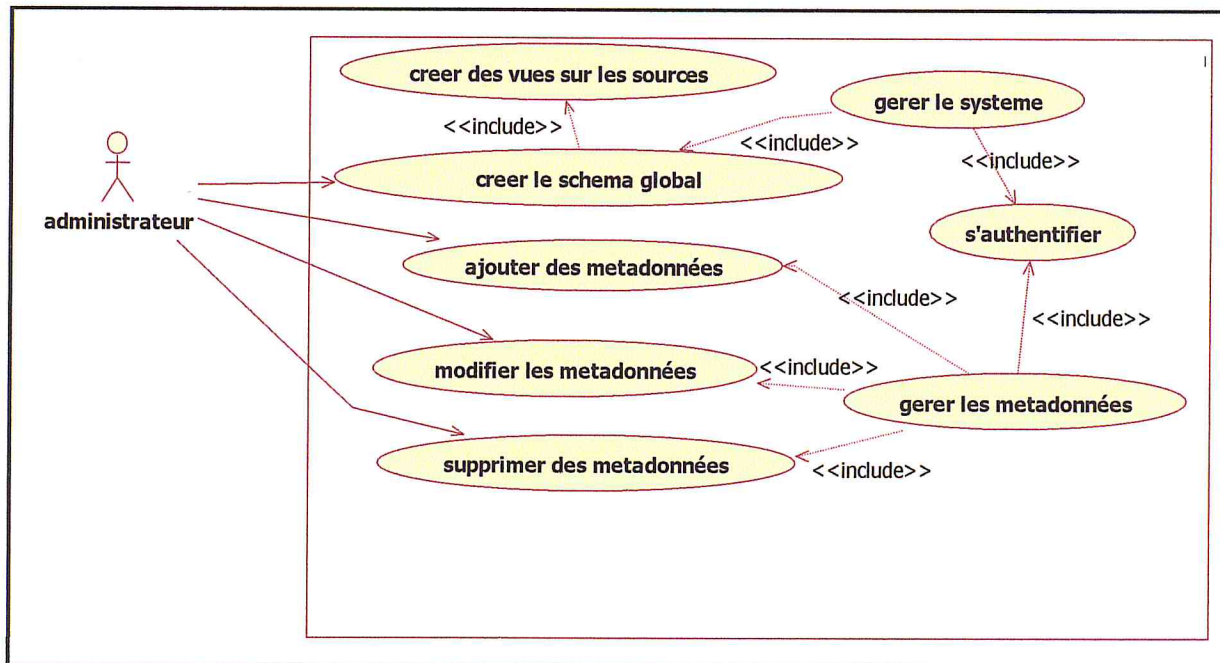 creer des vues sur les sources
gerer le systeme
<<include>>
<<include>>
<<include>>
creer le schema global
administrateur
s'authentifier
ajouter des metadonnées
<<include>>
<<include>>
modifier les metadonnées
<<include>>
gerer les metadonnées
supprimer des metadonnées
<<include>>